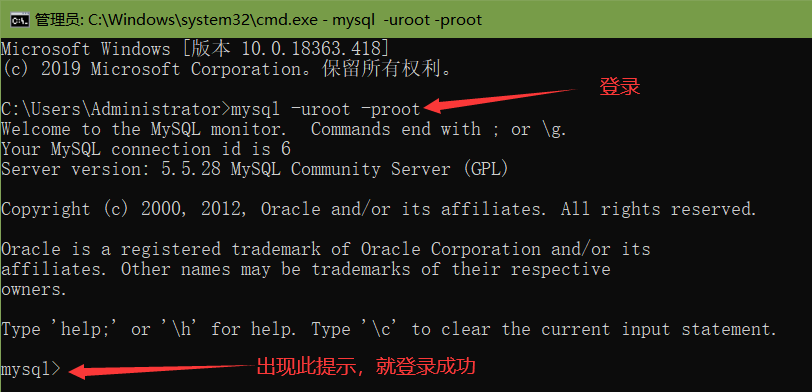 管理员: C:\Windows\system32\cmd.exe - mysql  -uroot -proot
Microsoft Windows [版本 10.0.18363.418]
(c) 2019 Microsoft Corporation。保留所有权利。
C:\Users\Administrator>mysql -uroot -proot
登录
Welcome to the MySQL monitor.  Commands end with ; or \g.
Your MySQL connection id is 6
Server version: 5.5.28 MySQL Community Server (GPL)
Copyright (c) 2000, 2012, Oracle and/or its affiliates. All rights reserved.
Oracle is a registered trademark of Oracle Corporation and/or its
affiliates. Other names may be trademarks of their respective
owners.
Type 'help;' or '\h' for help. Type '\c' to clear the current input statement.
mysql>
出现此提示，就登录成功